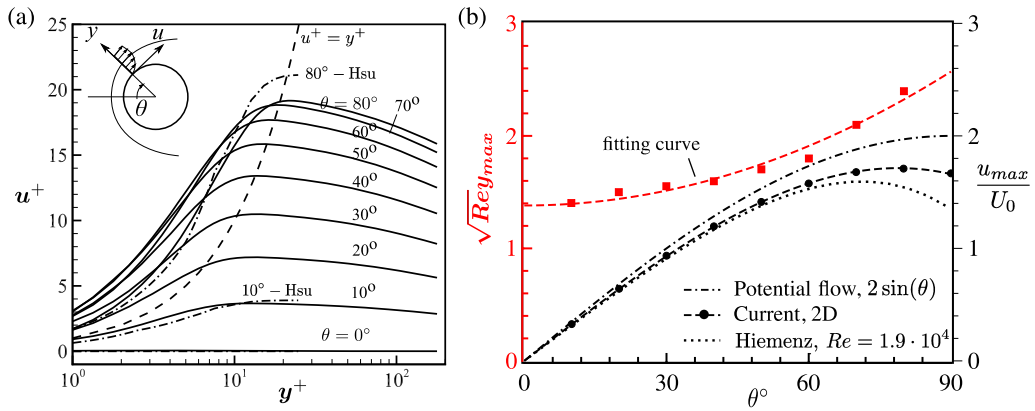 (a)
25
20
15
10
5
0
u⁺
10⁰
10¹
10²
y⁺
y
u
θ
u⁺ = y⁺
80° − Hsu
θ = 80°
70°
60°
50°
40°
30°
20°
10° − Hsu
10°
θ = 0°
(b)
3
2
1
0
√Rey_max
fitting curve
3
2
1
0
u_max
U₀
Potential flow, 2 sin(θ)
Current, 2D
Hiemenz, Re = 1.9 · 10⁴
0
30
60
90
θ°